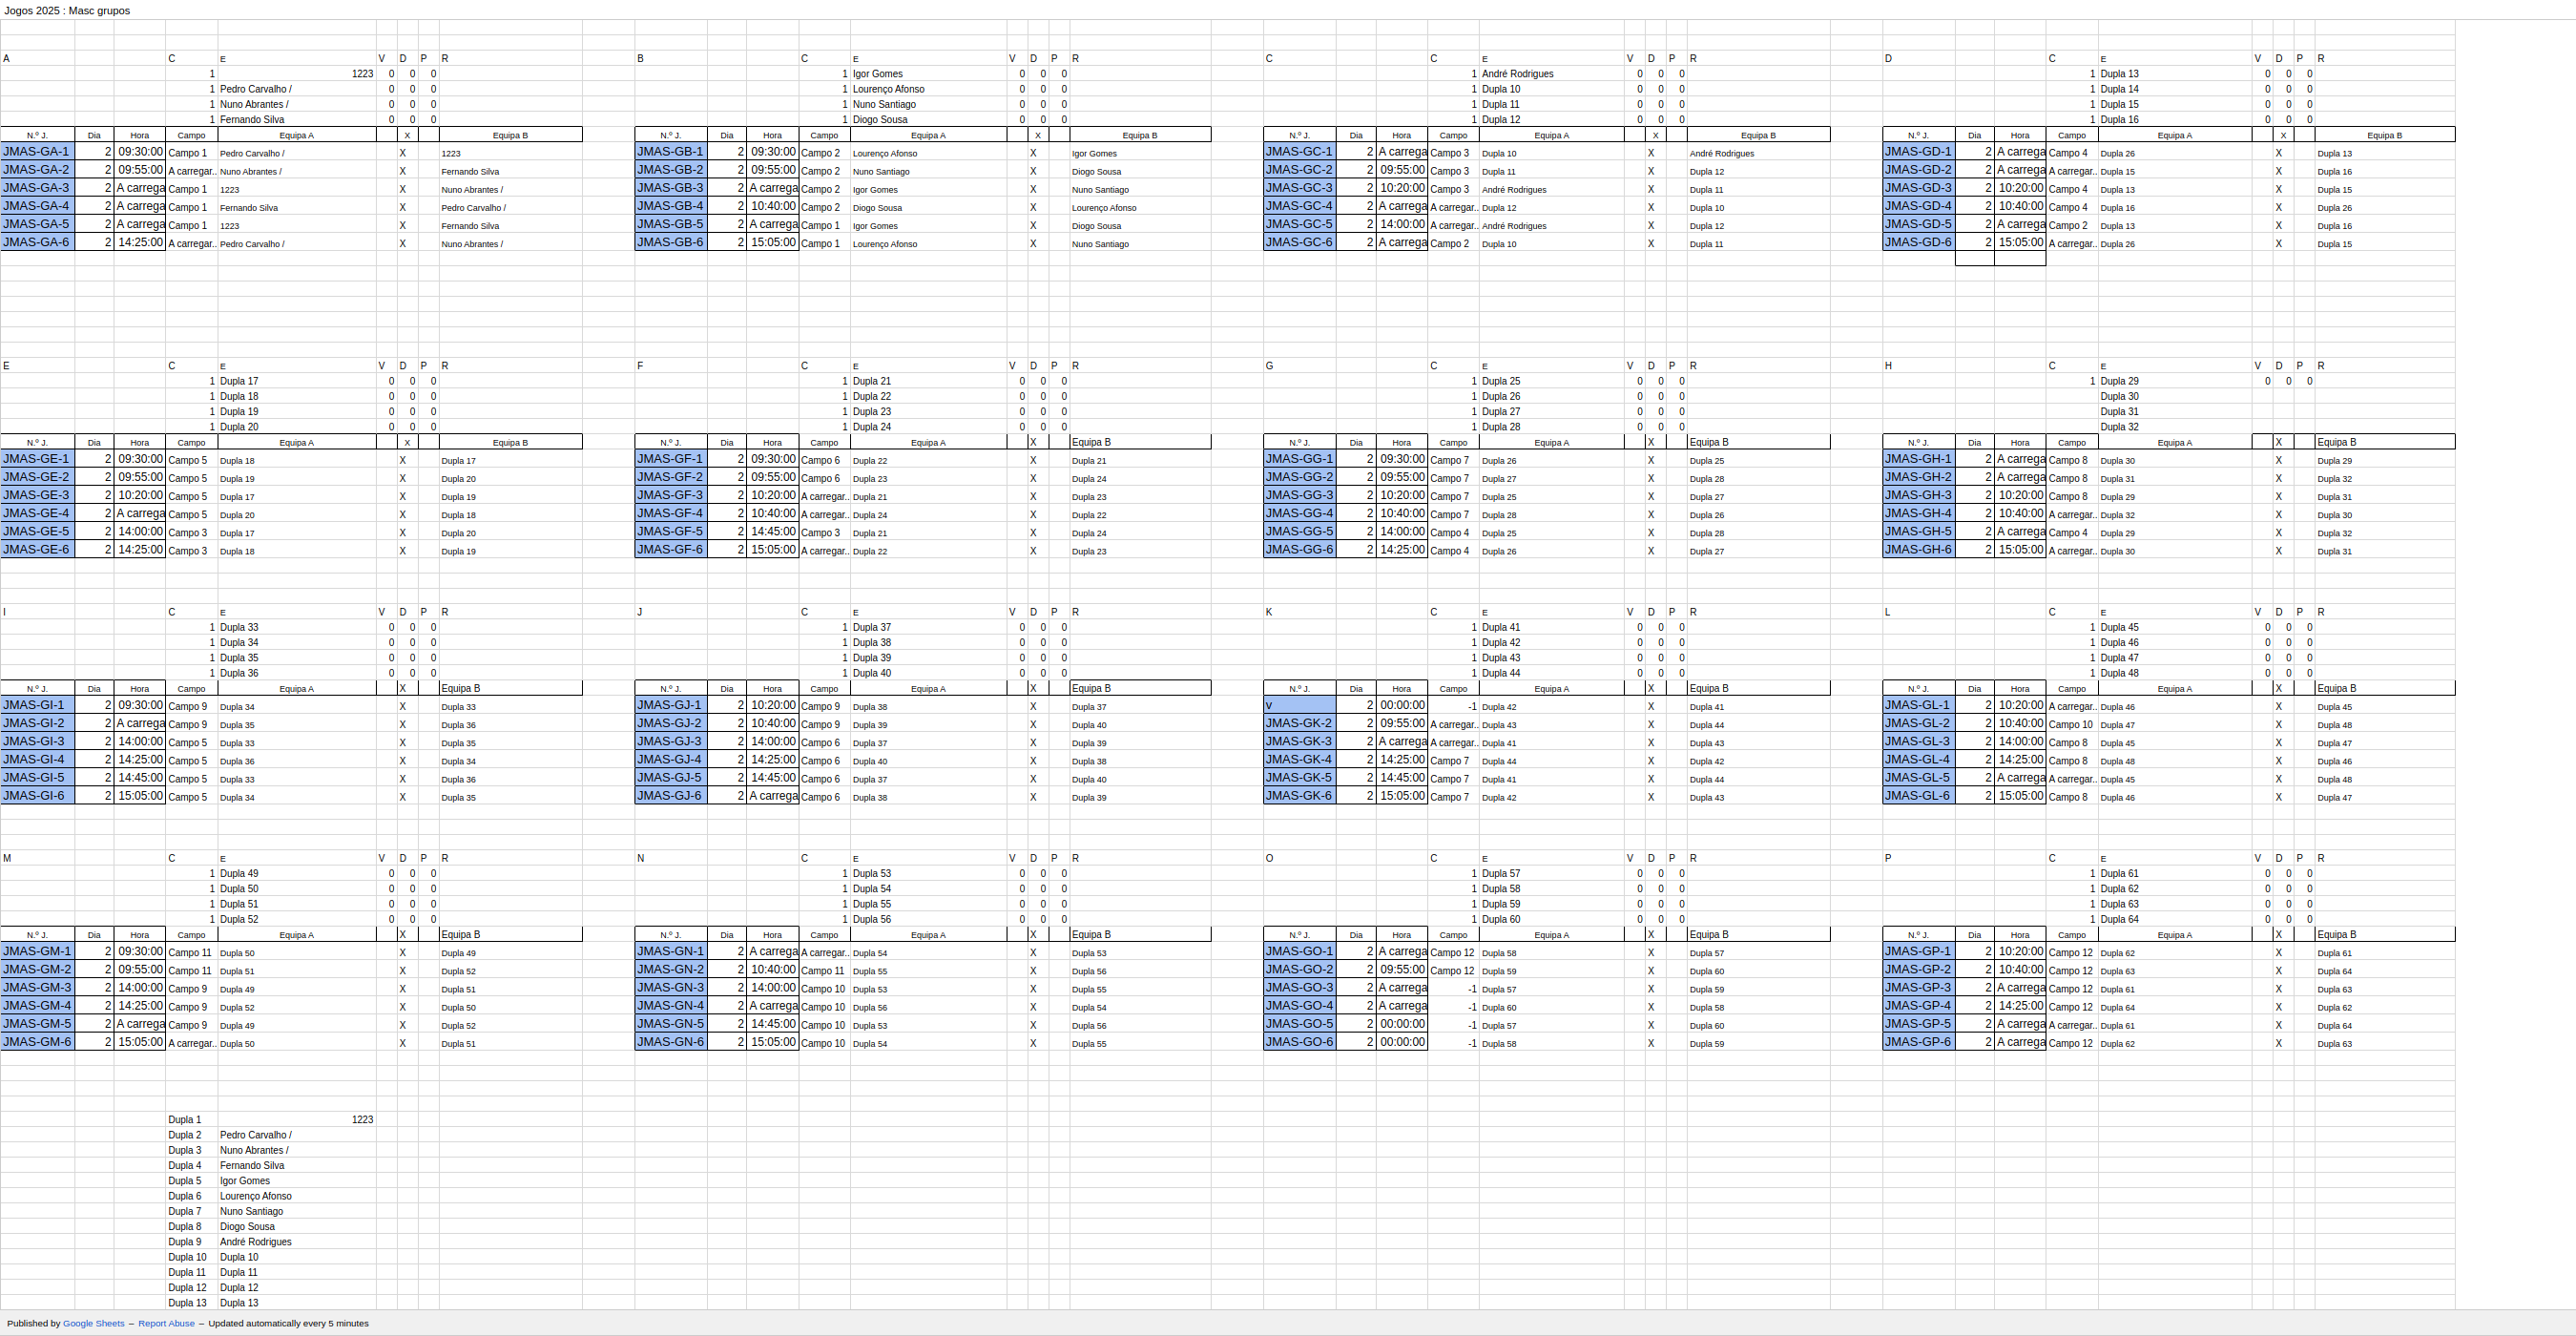 Jogos 2025 : Masc grupos
A C E V D P R B C E V D P R C C E V D P R D C E V D P R
1 1223 0 0 0 1 Igor Gomes 0 0 0 1 André Rodrigues 0 0 0 1 Dupla 13 0 0 0
1 Pedro Carvalho / 0 0 0 1 Lourenço Afonso 0 0 0 1 Dupla 10 0 0 0 1 Dupla 14 0 0 0
1 Nuno Abrantes / 0 0 0 1 Nuno Santiago 0 0 0 1 Dupla 11 0 0 0 1 Dupla 15 0 0 0
1 Fernando Silva 0 0 0 1 Diogo Sousa 0 0 0 1 Dupla 12 0 0 0 1 Dupla 16 0 0 0
N.º J. Dia Hora Campo Equipa A X Equipa B N.º J. Dia Hora Campo Equipa A X Equipa B N.º J. Dia Hora Campo Equipa A X Equipa B N.º J. Dia Hora Campo Equipa A X Equipa B
JMAS-GA-1 2 09:30:00 Campo 1 Pedro Carvalho / X 1223 JMAS-GB-1 2 09:30:00 Campo 2 Lourenço Afonso X Igor Gomes JMAS-GC-1 2 A carrega Campo 3 Dupla 10 X André Rodrigues JMAS-GD-1 2 A carrega Campo 4 Dupla 26 X Dupla 13
JMAS-GA-2 2 09:55:00 A carregar.. Nuno Abrantes / X Fernando Silva JMAS-GB-2 2 09:55:00 Campo 2 Nuno Santiago X Diogo Sousa JMAS-GC-2 2 09:55:00 Campo 3 Dupla 11 X Dupla 12 JMAS-GD-2 2 A carrega A carregar.. Dupla 15 X Dupla 16
JMAS-GA-3 2 A carrega Campo 1 1223 X Nuno Abrantes / JMAS-GB-3 2 A carrega Campo 2 Igor Gomes X Nuno Santiago JMAS-GC-3 2 10:20:00 Campo 3 André Rodrigues X Dupla 11 JMAS-GD-3 2 10:20:00 Campo 4 Dupla 13 X Dupla 15
JMAS-GA-4 2 A carrega Campo 1 Fernando Silva X Pedro Carvalho / JMAS-GB-4 2 10:40:00 Campo 2 Diogo Sousa X Lourenço Afonso JMAS-GC-4 2 A carrega A carregar.. Dupla 12 X Dupla 10 JMAS-GD-4 2 10:40:00 Campo 4 Dupla 16 X Dupla 26
JMAS-GA-5 2 A carrega Campo 1 1223 X Fernando Silva JMAS-GB-5 2 A carrega Campo 1 Igor Gomes X Diogo Sousa JMAS-GC-5 2 14:00:00 A carregar.. André Rodrigues X Dupla 12 JMAS-GD-5 2 A carrega Campo 2 Dupla 13 X Dupla 16
JMAS-GA-6 2 14:25:00 A carregar.. Pedro Carvalho / X Nuno Abrantes / JMAS-GB-6 2 15:05:00 Campo 1 Lourenço Afonso X Nuno Santiago JMAS-GC-6 2 A carrega Campo 2 Dupla 10 X Dupla 11 JMAS-GD-6 2 15:05:00 A carregar.. Dupla 26 X Dupla 15
E C E V D P R F C E V D P R G C E V D P R H C E V D P R
1 Dupla 17 0 0 0 1 Dupla 21 0 0 0 1 Dupla 25 0 0 0 1 Dupla 29 0 0 0
1 Dupla 18 0 0 0 1 Dupla 22 0 0 0 1 Dupla 26 0 0 0 Dupla 30
1 Dupla 19 0 0 0 1 Dupla 23 0 0 0 1 Dupla 27 0 0 0 Dupla 31
1 Dupla 20 0 0 0 1 Dupla 24 0 0 0 1 Dupla 28 0 0 0 Dupla 32
N.º J. Dia Hora Campo Equipa A X Equipa B N.º J. Dia Hora Campo Equipa A X Equipa B N.º J. Dia Hora Campo Equipa A X Equipa B N.º J. Dia Hora Campo Equipa A X Equipa B
JMAS-GE-1 2 09:30:00 Campo 5 Dupla 18 X Dupla 17 JMAS-GF-1 2 09:30:00 Campo 6 Dupla 22 X Dupla 21 JMAS-GG-1 2 09:30:00 Campo 7 Dupla 26 X Dupla 25 JMAS-GH-1 2 A carrega Campo 8 Dupla 30 X Dupla 29
JMAS-GE-2 2 09:55:00 Campo 5 Dupla 19 X Dupla 20 JMAS-GF-2 2 09:55:00 Campo 6 Dupla 23 X Dupla 24 JMAS-GG-2 2 09:55:00 Campo 7 Dupla 27 X Dupla 28 JMAS-GH-2 2 A carrega Campo 8 Dupla 31 X Dupla 32
JMAS-GE-3 2 10:20:00 Campo 5 Dupla 17 X Dupla 19 JMAS-GF-3 2 10:20:00 A carregar.. Dupla 21 X Dupla 23 JMAS-GG-3 2 10:20:00 Campo 7 Dupla 25 X Dupla 27 JMAS-GH-3 2 10:20:00 Campo 8 Dupla 29 X Dupla 31
JMAS-GE-4 2 A carrega Campo 5 Dupla 20 X Dupla 18 JMAS-GF-4 2 10:40:00 A carregar.. Dupla 24 X Dupla 22 JMAS-GG-4 2 10:40:00 Campo 7 Dupla 28 X Dupla 26 JMAS-GH-4 2 10:40:00 A carregar.. Dupla 32 X Dupla 30
JMAS-GE-5 2 14:00:00 Campo 3 Dupla 17 X Dupla 20 JMAS-GF-5 2 14:45:00 Campo 3 Dupla 21 X Dupla 24 JMAS-GG-5 2 14:00:00 Campo 4 Dupla 25 X Dupla 28 JMAS-GH-5 2 A carrega Campo 4 Dupla 29 X Dupla 32
JMAS-GE-6 2 14:25:00 Campo 3 Dupla 18 X Dupla 19 JMAS-GF-6 2 15:05:00 A carregar.. Dupla 22 X Dupla 23 JMAS-GG-6 2 14:25:00 Campo 4 Dupla 26 X Dupla 27 JMAS-GH-6 2 15:05:00 A carregar.. Dupla 30 X Dupla 31
I C E V D P R J C E V D P R K C E V D P R L C E V D P R
1 Dupla 33 0 0 0 1 Dupla 37 0 0 0 1 Dupla 41 0 0 0 1 Dupla 45 0 0 0
1 Dupla 34 0 0 0 1 Dupla 38 0 0 0 1 Dupla 42 0 0 0 1 Dupla 46 0 0 0
1 Dupla 35 0 0 0 1 Dupla 39 0 0 0 1 Dupla 43 0 0 0 1 Dupla 47 0 0 0
1 Dupla 36 0 0 0 1 Dupla 40 0 0 0 1 Dupla 44 0 0 0 1 Dupla 48 0 0 0
N.º J. Dia Hora Campo Equipa A X Equipa B N.º J. Dia Hora Campo Equipa A X Equipa B N.º J. Dia Hora Campo Equipa A X Equipa B N.º J. Dia Hora Campo Equipa A X Equipa B
JMAS-GI-1 2 09:30:00 Campo 9 Dupla 34 X Dupla 33 JMAS-GJ-1 2 10:20:00 Campo 9 Dupla 38 X Dupla 37 v 2 00:00:00 -1 Dupla 42 X Dupla 41 JMAS-GL-1 2 10:20:00 A carregar.. Dupla 46 X Dupla 45
JMAS-GI-2 2 A carrega Campo 9 Dupla 35 X Dupla 36 JMAS-GJ-2 2 10:40:00 Campo 9 Dupla 39 X Dupla 40 JMAS-GK-2 2 09:55:00 A carregar.. Dupla 43 X Dupla 44 JMAS-GL-2 2 10:40:00 Campo 10 Dupla 47 X Dupla 48
JMAS-GI-3 2 14:00:00 Campo 5 Dupla 33 X Dupla 35 JMAS-GJ-3 2 14:00:00 Campo 6 Dupla 37 X Dupla 39 JMAS-GK-3 2 A carrega A carregar.. Dupla 41 X Dupla 43 JMAS-GL-3 2 14:00:00 Campo 8 Dupla 45 X Dupla 47
JMAS-GI-4 2 14:25:00 Campo 5 Dupla 36 X Dupla 34 JMAS-GJ-4 2 14:25:00 Campo 6 Dupla 40 X Dupla 38 JMAS-GK-4 2 14:25:00 Campo 7 Dupla 44 X Dupla 42 JMAS-GL-4 2 14:25:00 Campo 8 Dupla 48 X Dupla 46
JMAS-GI-5 2 14:45:00 Campo 5 Dupla 33 X Dupla 36 JMAS-GJ-5 2 14:45:00 Campo 6 Dupla 37 X Dupla 40 JMAS-GK-5 2 14:45:00 Campo 7 Dupla 41 X Dupla 44 JMAS-GL-5 2 A carrega A carregar.. Dupla 45 X Dupla 48
JMAS-GI-6 2 15:05:00 Campo 5 Dupla 34 X Dupla 35 JMAS-GJ-6 2 A carrega Campo 6 Dupla 38 X Dupla 39 JMAS-GK-6 2 15:05:00 Campo 7 Dupla 42 X Dupla 43 JMAS-GL-6 2 15:05:00 Campo 8 Dupla 46 X Dupla 47
M C E V D P R N C E V D P R O C E V D P R P C E V D P R
1 Dupla 49 0 0 0 1 Dupla 53 0 0 0 1 Dupla 57 0 0 0 1 Dupla 61 0 0 0
1 Dupla 50 0 0 0 1 Dupla 54 0 0 0 1 Dupla 58 0 0 0 1 Dupla 62 0 0 0
1 Dupla 51 0 0 0 1 Dupla 55 0 0 0 1 Dupla 59 0 0 0 1 Dupla 63 0 0 0
1 Dupla 52 0 0 0 1 Dupla 56 0 0 0 1 Dupla 60 0 0 0 1 Dupla 64 0 0 0
N.º J. Dia Hora Campo Equipa A X Equipa B N.º J. Dia Hora Campo Equipa A X Equipa B N.º J. Dia Hora Campo Equipa A X Equipa B N.º J. Dia Hora Campo Equipa A X Equipa B
JMAS-GM-1 2 09:30:00 Campo 11 Dupla 50 X Dupla 49 JMAS-GN-1 2 A carrega A carregar.. Dupla 54 X Dupla 53 JMAS-GO-1 2 A carrega Campo 12 Dupla 58 X Dupla 57 JMAS-GP-1 2 10:20:00 Campo 12 Dupla 62 X Dupla 61
JMAS-GM-2 2 09:55:00 Campo 11 Dupla 51 X Dupla 52 JMAS-GN-2 2 10:40:00 Campo 11 Dupla 55 X Dupla 56 JMAS-GO-2 2 09:55:00 Campo 12 Dupla 59 X Dupla 60 JMAS-GP-2 2 10:40:00 Campo 12 Dupla 63 X Dupla 64
JMAS-GM-3 2 14:00:00 Campo 9 Dupla 49 X Dupla 51 JMAS-GN-3 2 14:00:00 Campo 10 Dupla 53 X Dupla 55 JMAS-GO-3 2 A carrega -1 Dupla 57 X Dupla 59 JMAS-GP-3 2 A carrega Campo 12 Dupla 61 X Dupla 63
JMAS-GM-4 2 14:25:00 Campo 9 Dupla 52 X Dupla 50 JMAS-GN-4 2 A carrega Campo 10 Dupla 56 X Dupla 54 JMAS-GO-4 2 A carrega -1 Dupla 60 X Dupla 58 JMAS-GP-4 2 14:25:00 Campo 12 Dupla 64 X Dupla 62
JMAS-GM-5 2 A carrega Campo 9 Dupla 49 X Dupla 52 JMAS-GN-5 2 14:45:00 Campo 10 Dupla 53 X Dupla 56 JMAS-GO-5 2 00:00:00 -1 Dupla 57 X Dupla 60 JMAS-GP-5 2 A carrega A carregar.. Dupla 61 X Dupla 64
JMAS-GM-6 2 15:05:00 A carregar.. Dupla 50 X Dupla 51 JMAS-GN-6 2 15:05:00 Campo 10 Dupla 54 X Dupla 55 JMAS-GO-6 2 00:00:00 -1 Dupla 58 X Dupla 59 JMAS-GP-6 2 A carrega Campo 12 Dupla 62 X Dupla 63
Dupla 1 1223
Dupla 2 Pedro Carvalho /
Dupla 3 Nuno Abrantes /
Dupla 4 Fernando Silva
Dupla 5 Igor Gomes
Dupla 6 Lourenço Afonso
Dupla 7 Nuno Santiago
Dupla 8 Diogo Sousa
Dupla 9 André Rodrigues
Dupla 10 Dupla 10
Dupla 11 Dupla 11
Dupla 12 Dupla 12
Dupla 13 Dupla 13
Published by Google Sheets – Report Abuse – Updated automatically every 5 minutes